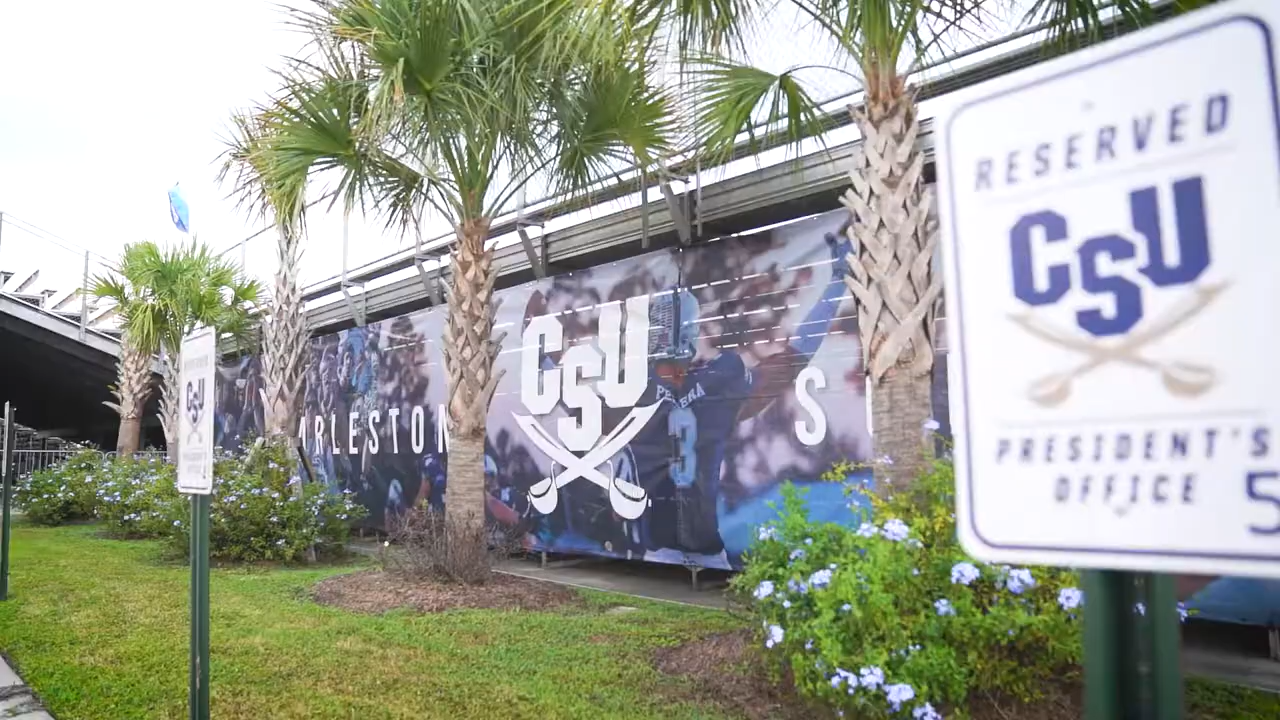 RESERVED
CSU
PRESIDENT'S
OFFICE 5
ARLESTON
CSU
S
3
CSU